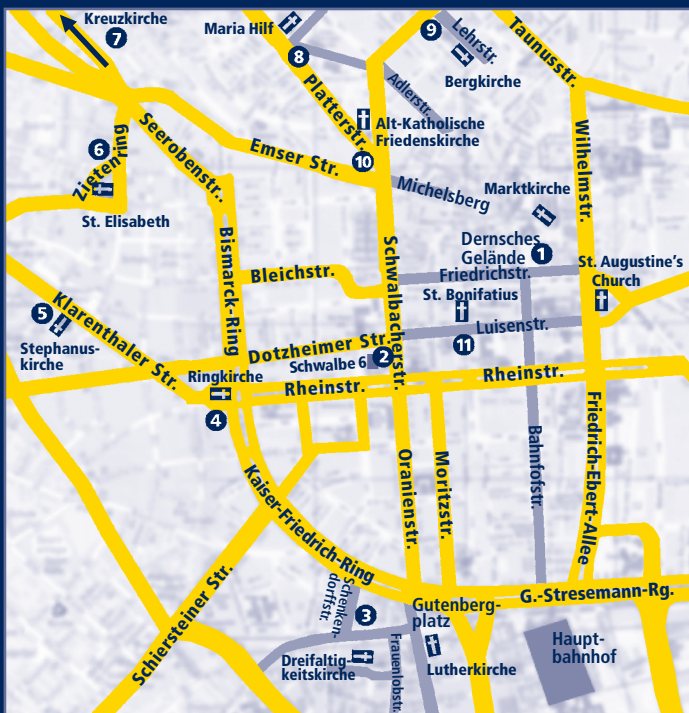 Kreuzkirche
7
Maria Hilf
8
Platterstr.
9
Lehrstr.
Bergkirche
Taunusstr.
Adlerstr.
Alt-Katholische
Friedenskirche
10
Wilhelmstr.
6
Zietenring
St. Elisabeth
Seerobenstr.
Emser Str.
Michelsberg
Marktkirche
Dernsches
Gelände
1
Friedrichstr.
St. Augustine's
Church
St. Bonifatius
Luisenstr.
11
Bismarck-Ring
Bleichstr.
Schwalbacherstr.
5
Klarenthaler Str.
Stephanus-
kirche
Dotzheimer Str.
Schwalbe 6
2
Ringkirche
4
Rheinstr.
Rheinstr.
Kaiser-Friedrich-Ring
Oranienstr.
Moritzstr.
Bahnfofstr.
Friedrich-Ebert-Allee
Schiersteiner Str.
Schenken-
dorffstr.
3
Gutenberg-
platz
G.-Stresemann-Rg.
Dreifaltig-
keitskirche
Frauenlobstr.
Lutherkirche
Haupt-
bahnhof